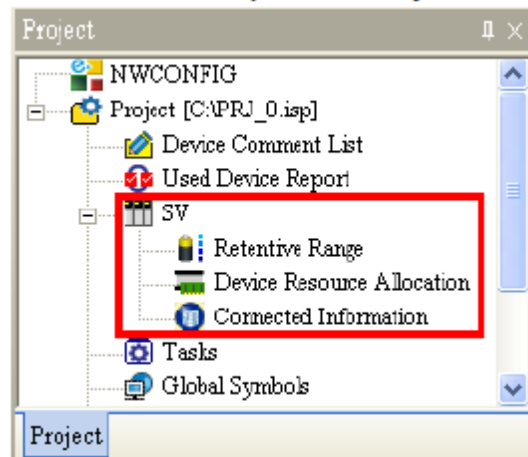 Project
NWCONFIG
Project [C:\PRJ_0.isp]
Device Comment List
Used Device Report
SV
Retentive Range
Device Resource Allocation
Connected Information
Tasks
Global Symbols
Project